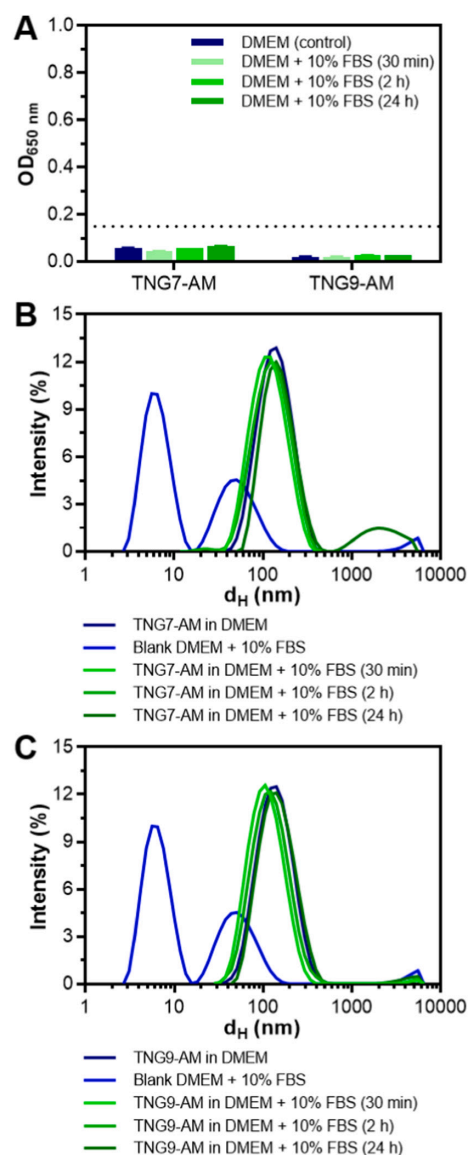 A
1.0
0.8
0.6
0.4
0.2
0.0
OD650 nm
DMEM (control)
DMEM + 10% FBS (30 min)
DMEM + 10% FBS (2 h)
DMEM + 10% FBS (24 h)
TNG7-AM TNG9-AM
B
15
12
9
6
3
0
Intensity (%)
1 10 100 1000 10000
dH (nm)
TNG7-AM in DMEM
Blank DMEM + 10% FBS
TNG7-AM in DMEM + 10% FBS (30 min)
TNG7-AM in DMEM + 10% FBS (2 h)
TNG7-AM in DMEM + 10% FBS (24 h)
C
15
12
9
6
3
0
Intensity (%)
1 10 100 1000 10000
dH (nm)
TNG9-AM in DMEM
Blank DMEM + 10% FBS
TNG9-AM in DMEM + 10% FBS (30 min)
TNG9-AM in DMEM + 10% FBS (2 h)
TNG9-AM in DMEM + 10% FBS (24 h)